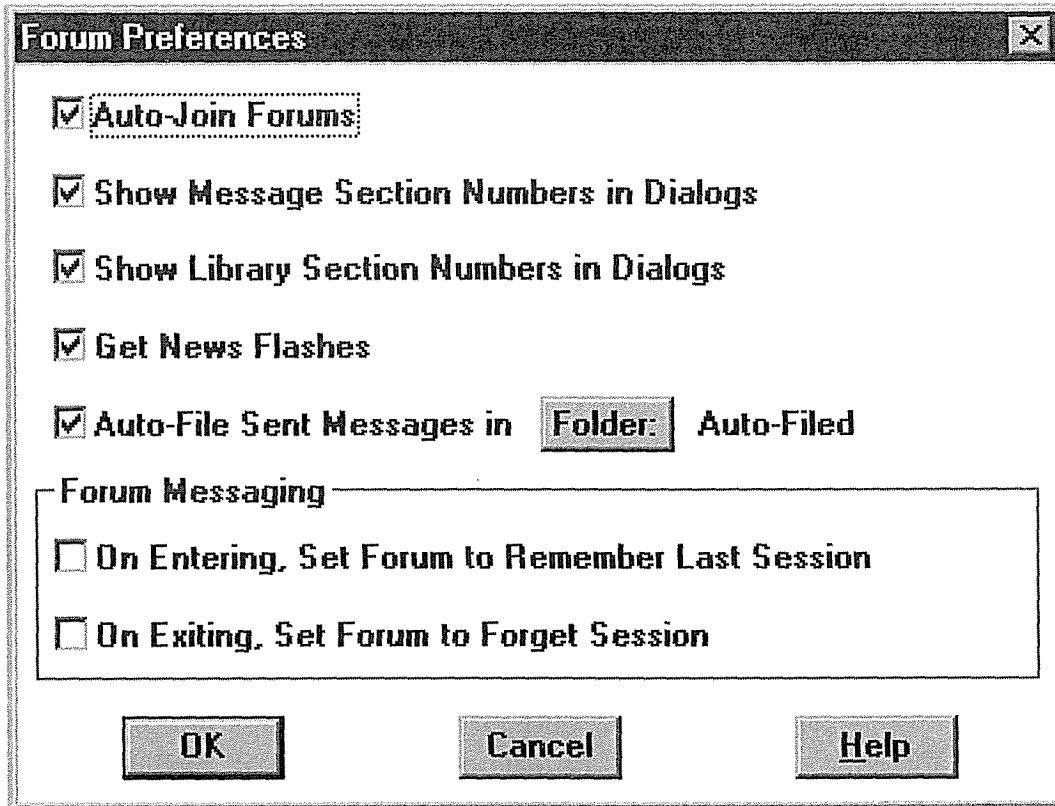 Forum Preferences
Auto-Join Forums
Show Message Section Numbers in Dialogs
Show Library Section Numbers in Dialogs
Get News Flashes
Auto-File Sent Messages in Folder: Auto-Filed
Forum Messaging
On Entering, Set Forum to Remember Last Session
On Exiting, Set Forum to Forget Session
OK Cancel Help